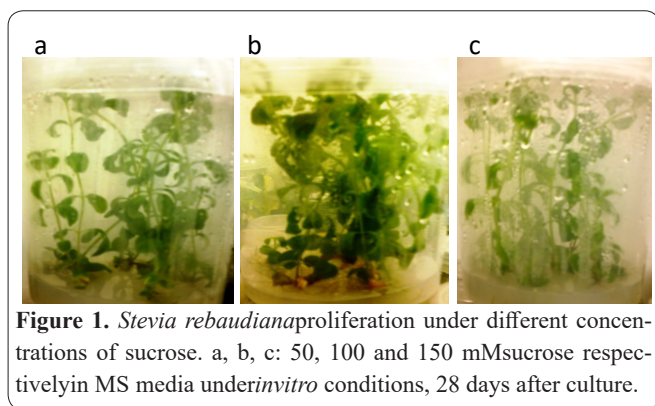 a b c
Figure 1. Stevia rebaudianaproliferation under different concen-
trations of sucrose. a, b, c: 50, 100 and 150 mMsucrose respec-
tivelyin MS media underinvitro conditions, 28 days after culture.